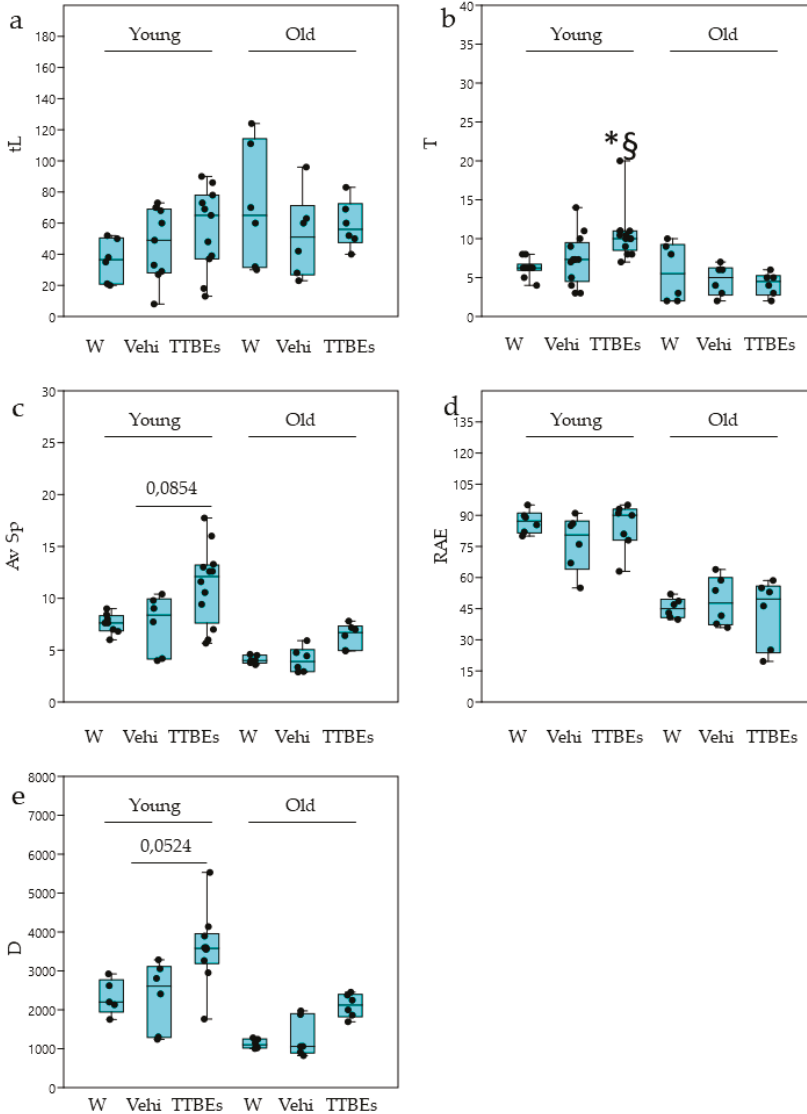 a
Young Old
180
160
140
120
100
80
60
40
20
0
tL
W Vehi TTBEs W Vehi TTBEs
b
Young Old
40
35
30
25
20
15
10
5
0
T
*§
W Vehi TTBEs W Vehi TTBEs
c
Young Old
0,0854
30
25
20
15
10
5
0
Av Sp
W Vehi TTBEs W Vehi TTBEs
d
Young Old
135
120
105
90
75
60
45
30
15
0
RAE
W Vehi TTBEs W Vehi TTBEs
e
Young Old
0,0524
8000
7000
6000
5000
4000
3000
2000
1000
0
D
W Vehi TTBEs W Vehi TTBEs